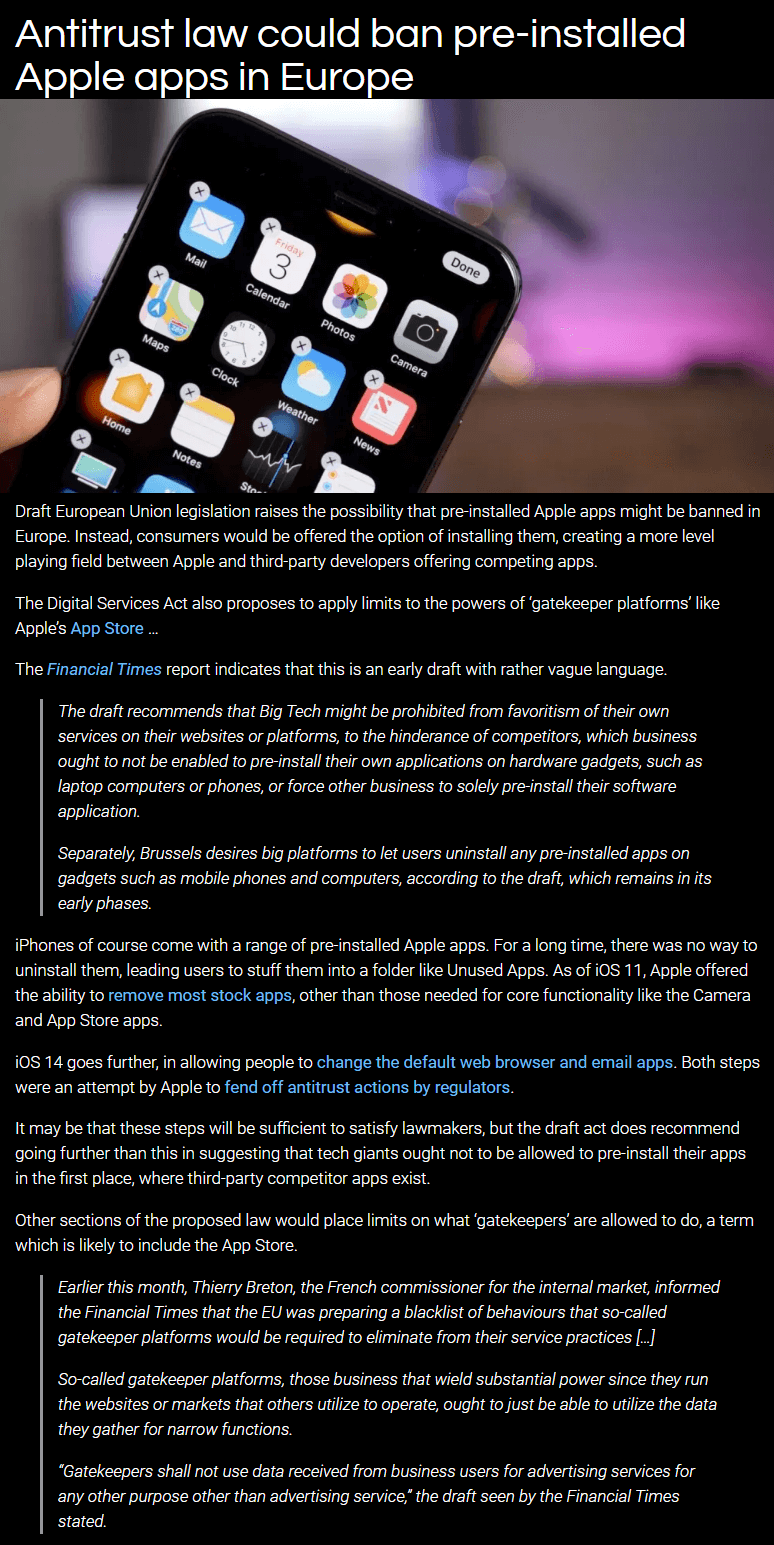 Antitrust law could ban pre-installed
Apple apps in Europe
Mail
Friday
3
Calendar
Photos
Done
Camera
Maps
280
Clock
Weather
News
Home
Notes
Draft European Union legislation raises the possibility that pre-installed Apple apps might be banned in
Europe. Instead, consumers would be offered the option of installing them, creating a more level
playing field between Apple and third-party developers offering competing apps.
The Digital Services Act also proposes to apply limits to the powers of ‘gatekeeper platforms’ like
Apple’s App Store ...
The Financial Times report indicates that this is an early draft with rather vague language.
The draft recommends that Big Tech might be prohibited from favoritism of their own
services on their websites or platforms, to the hinderance of competitors, which business
ought to not be enabled to pre-install their own applications on hardware gadgets, such as
laptop computers or phones, or force other business to solely pre-install their software
application.
Separately, Brussels desires big platforms to let users uninstall any pre-installed apps on
gadgets such as mobile phones and computers, according to the draft, which remains in its
early phases.
iPhones of course come with a range of pre-installed Apple apps. For a long time, there was no way to
uninstall them, leading users to stuff them into a folder like Unused Apps. As of iOS 11, Apple offered
the ability to remove most stock apps, other than those needed for core functionality like the Camera
and App Store apps.
iOS 14 goes further, in allowing people to change the default web browser and email apps. Both steps
were an attempt by Apple to fend off antitrust actions by regulators.
It may be that these steps will be sufficient to satisfy lawmakers, but the draft act does recommend
going further than this in suggesting that tech giants ought not to be allowed to pre-install their apps
in the first place, where third-party competitor apps exist.
Other sections of the proposed law would place limits on what ‘gatekeepers’ are allowed to do, a term
which is likely to include the App Store.
Earlier this month, Thierry Breton, the French commissioner for the internal market, informed
the Financial Times that the EU was preparing a blacklist of behaviours that so-called
gatekeeper platforms would be required to eliminate from their service practices [...]
So-called gatekeeper platforms, those business that wield substantial power since they run
the websites or markets that others utilize to operate, ought to just be able to utilize the data
they gather for narrow functions.
“Gatekeepers shall not use data received from business users for advertising services for
any other purpose other than advertising service,” the draft seen by the Financial Times
stated.